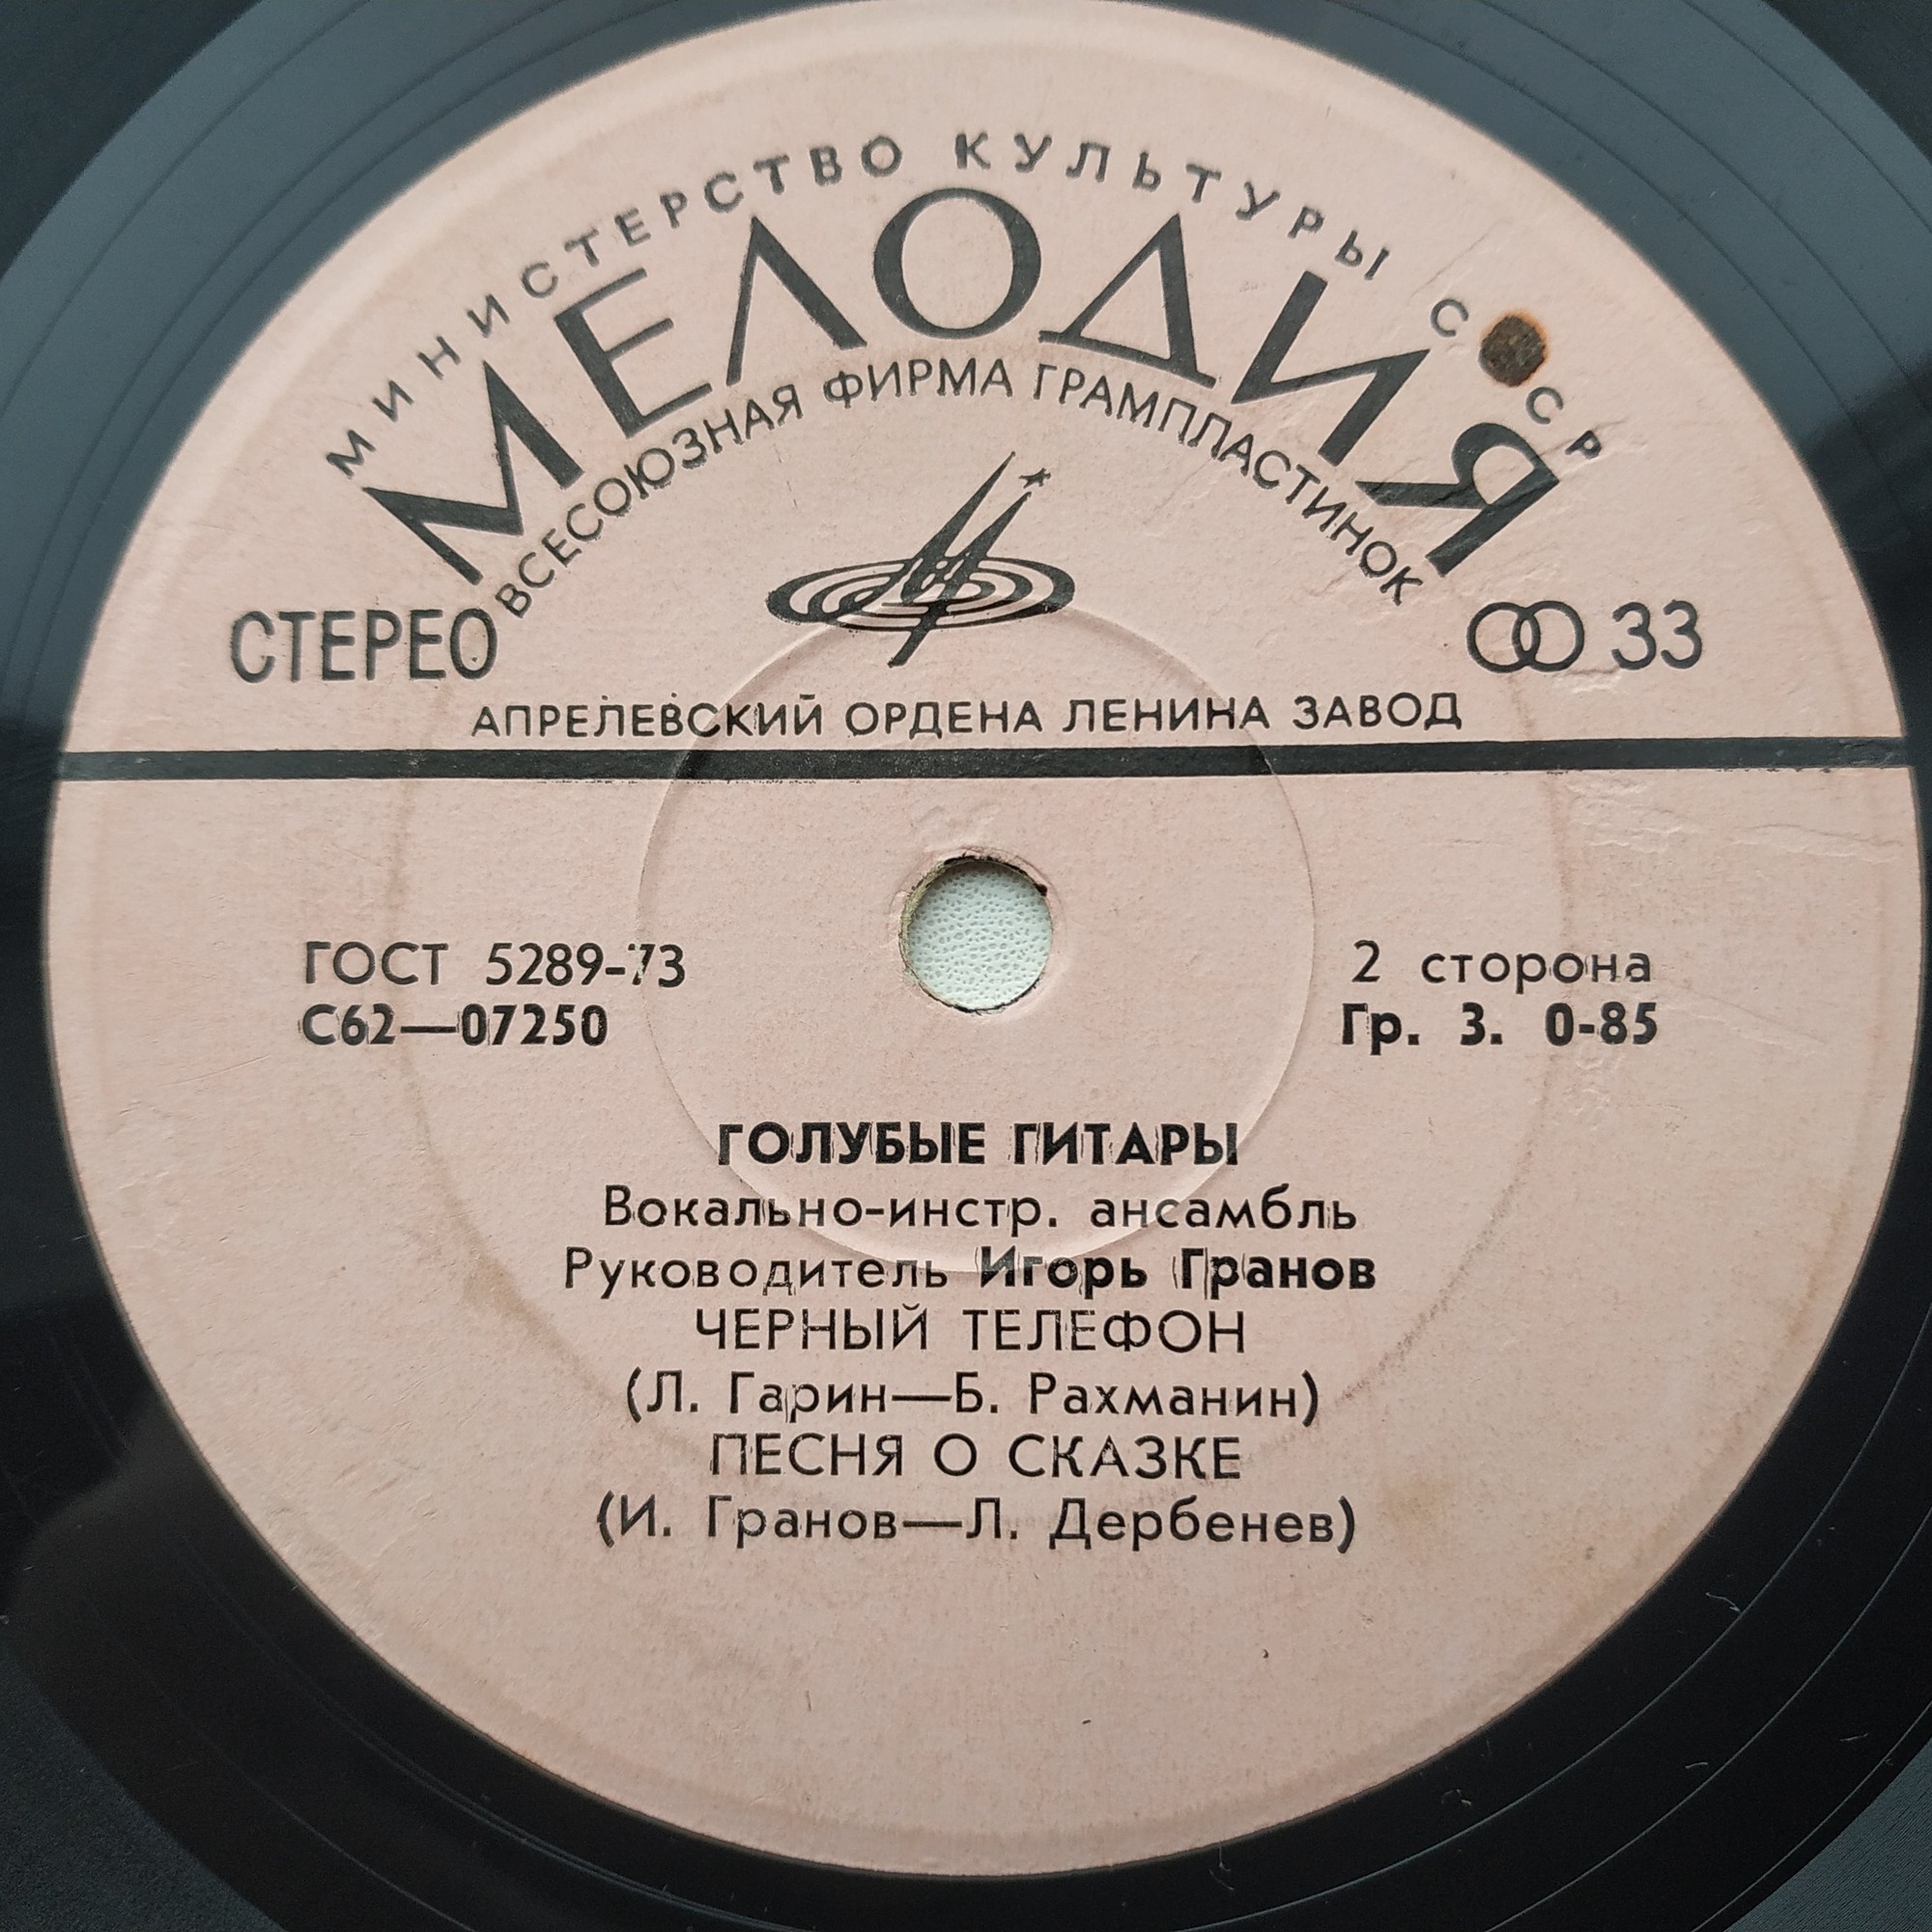 МИНИСТЕРСТВО КУЛЬТУРЫ СССР
МЕЛОДИЯ
ВСЕСОЮЗНАЯ ФИРМА ГРАМПЛАСТИНОК
СТЕРЕО
33
АПРЕЛЕВСКИЙ ОРДЕНА ЛЕНИНА ЗАВОД
ГОСТ 5289-73
С62—07250
2 сторона
Гр. 3. 0-85
ГОЛУБЫЕ ГИТАРЫ
Вокально-инстр. ансамбль
Руководитель Игорь Гранов
ЧЕРНЫЙ ТЕЛЕФОН
(Л. Гарин—Б. Рахманин)
ПЕСНЯ О СКАЗКЕ
(И. Гранов—Л. Дербенев)